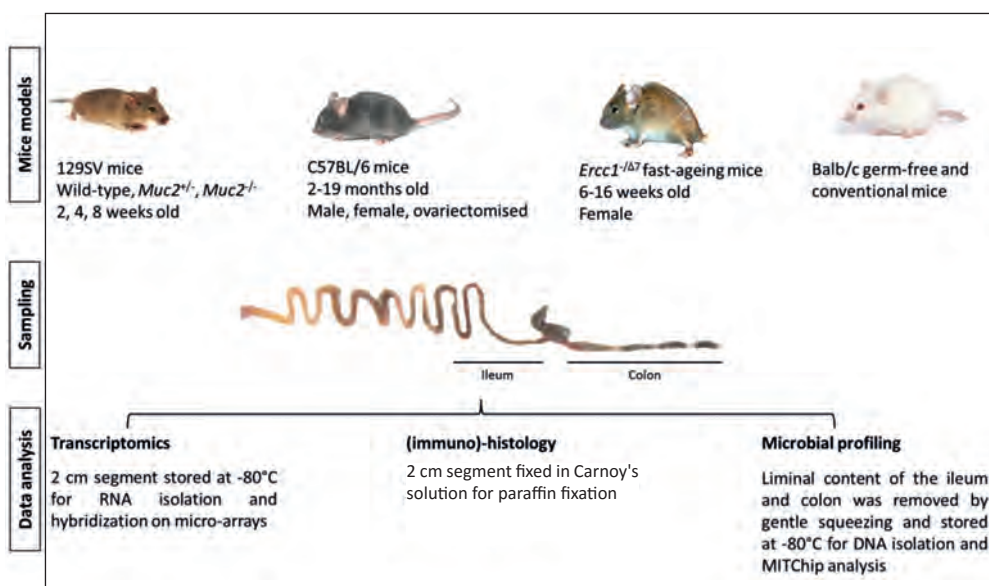 Mice models
129SV mice
Wild-type, Muc2+/-, Muc2-/-
2, 4, 8 weeks old
C57BL/6 mice
2-19 months old
Male, female, ovariectomised
Ercc1-/Δ7 fast-ageing mice
6-16 weeks old
Female
Balb/c germ-free and
conventional mice
Sampling
Ileum
Colon
Data analysis
Transcriptomics
2 cm segment stored at -80°C
for RNA isolation and
hybridization on micro-arrays
(immuno)-histology
2 cm segment fixed in Carnoy's
solution for paraffin fixation
Microbial profiling
Liminal content of the ileum
and colon was removed by
gentle squeezing and stored
at -80°C for DNA isolation and
MITChip analysis